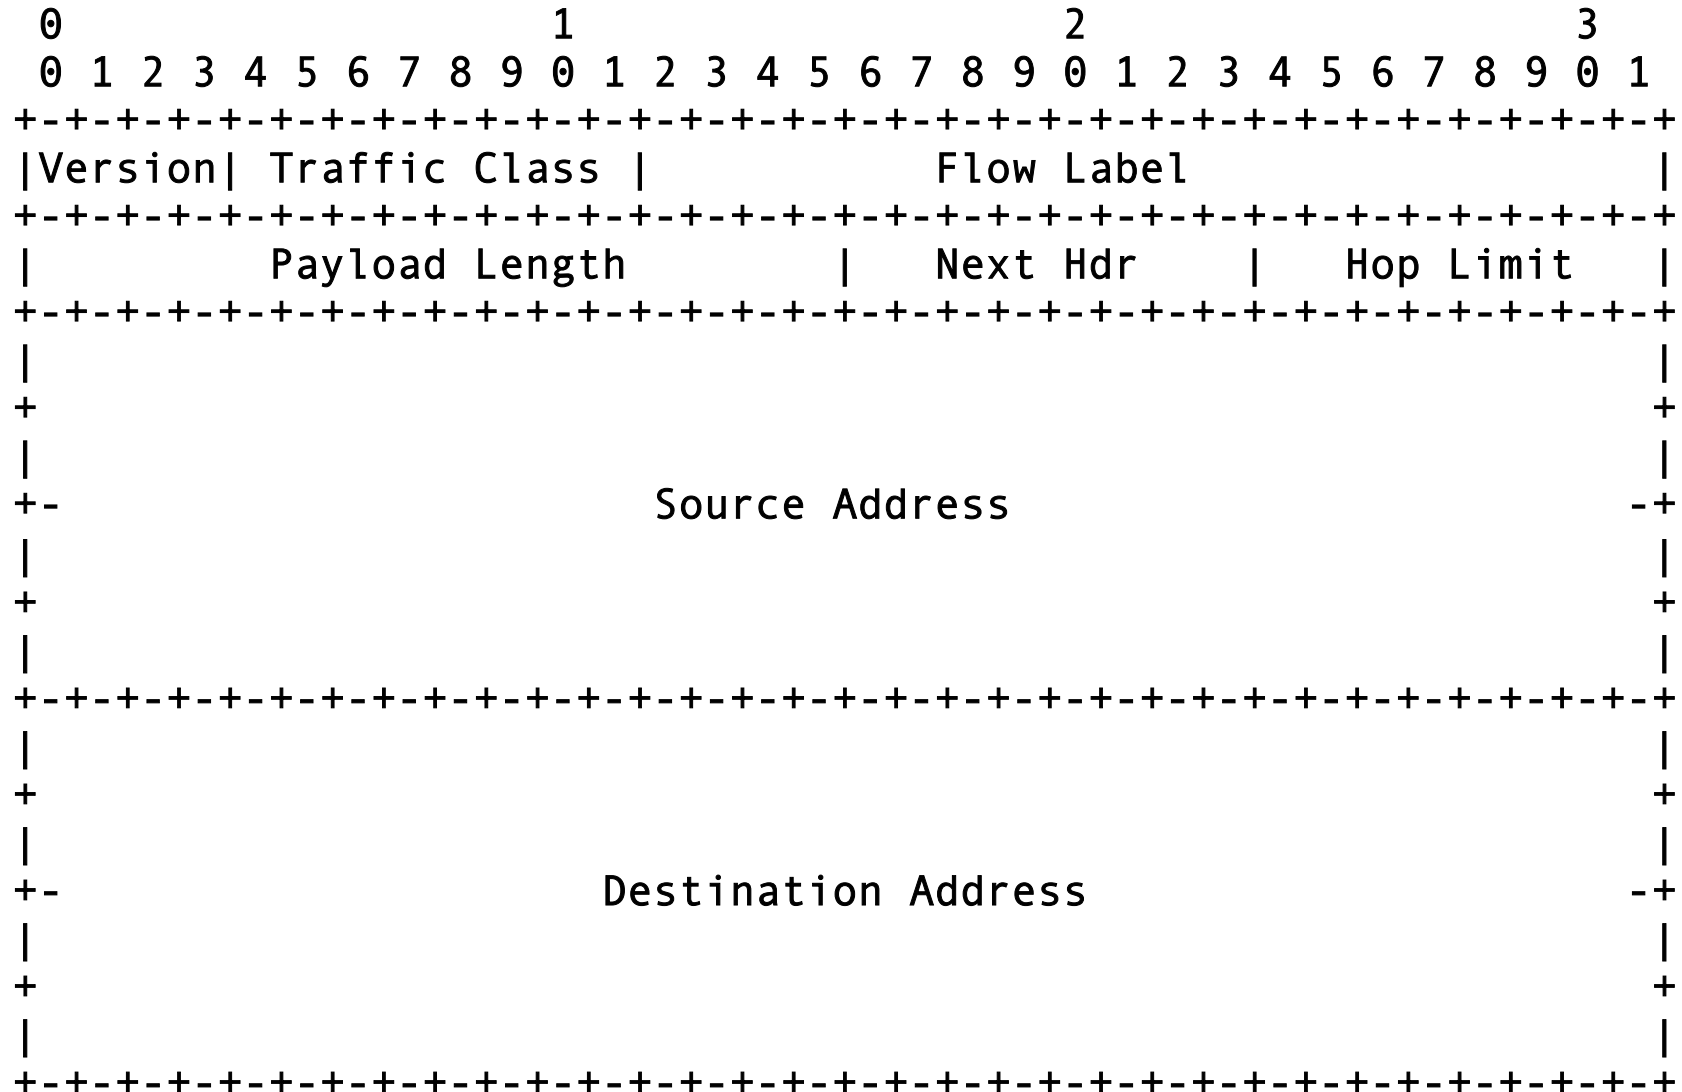 0                   1                   2                   3
 0 1 2 3 4 5 6 7 8 9 0 1 2 3 4 5 6 7 8 9 0 1 2 3 4 5 6 7 8 9 0 1
+-+-+-+-+-+-+-+-+-+-+-+-+-+-+-+-+-+-+-+-+-+-+-+-+-+-+-+-+-+-+-+-+
|Version| Traffic Class |           Flow Label                  |
+-+-+-+-+-+-+-+-+-+-+-+-+-+-+-+-+-+-+-+-+-+-+-+-+-+-+-+-+-+-+-+-+
|         Payload Length        |   Next Hdr    |   Hop Limit   |
+-+-+-+-+-+-+-+-+-+-+-+-+-+-+-+-+-+-+-+-+-+-+-+-+-+-+-+-+-+-+-+-+
|                                                               |
+                                                               +
|                                                               |
+-                       Source Address                        -+
|                                                               |
+                                                               +
|                                                               |
+-+-+-+-+-+-+-+-+-+-+-+-+-+-+-+-+-+-+-+-+-+-+-+-+-+-+-+-+-+-+-+-+
|                                                               |
+                                                               +
|                                                               |
+-                     Destination Address                     -+
|                                                               |
+                                                               +
|                                                               |
+-+-+-+-+-+-+-+-+-+-+-+-+-+-+-+-+-+-+-+-+-+-+-+-+-+-+-+-+-+-+-+-+